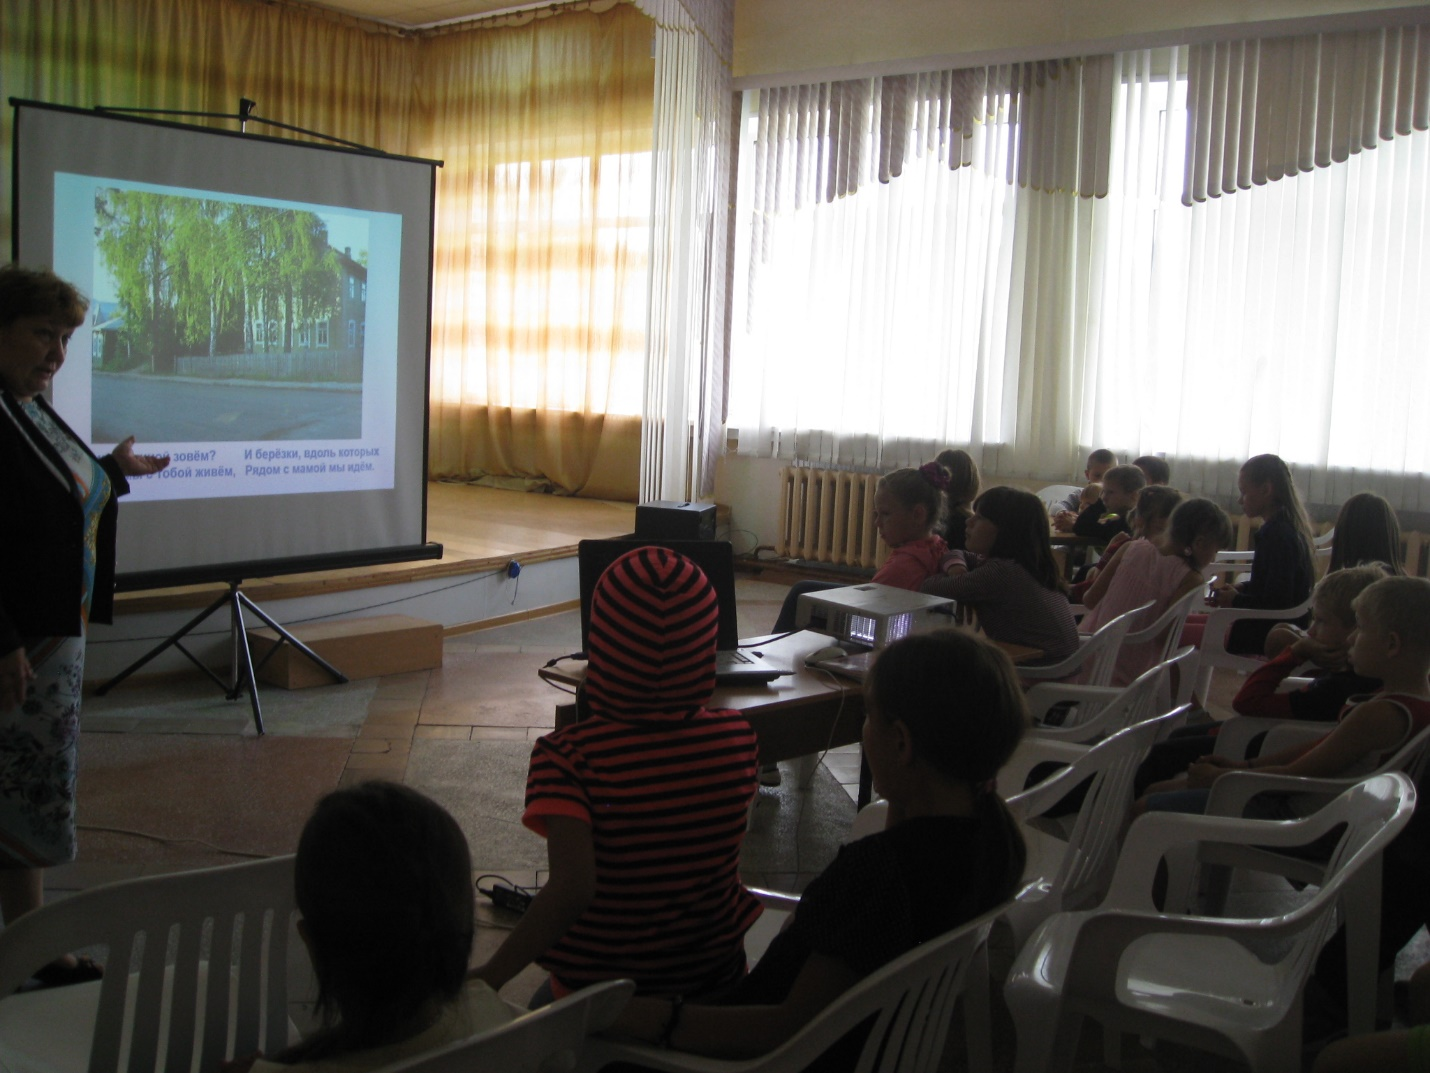 зовём?
тобой живём,
И берёзки, вдоль которых
Рядом с мамой мы идём.